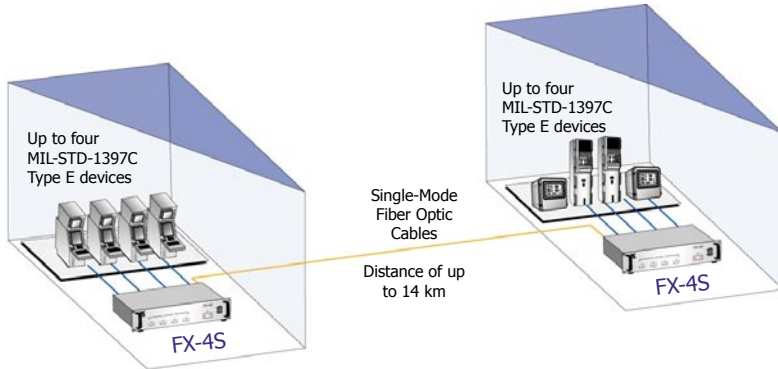 Up to four
MIL-STD-1397C
Type E devices
Up to four
MIL-STD-1397C
Type E devices
Single-Mode
Fiber Optic
Cables
Distance of up
to 14 km
FX-4S
FX-4S